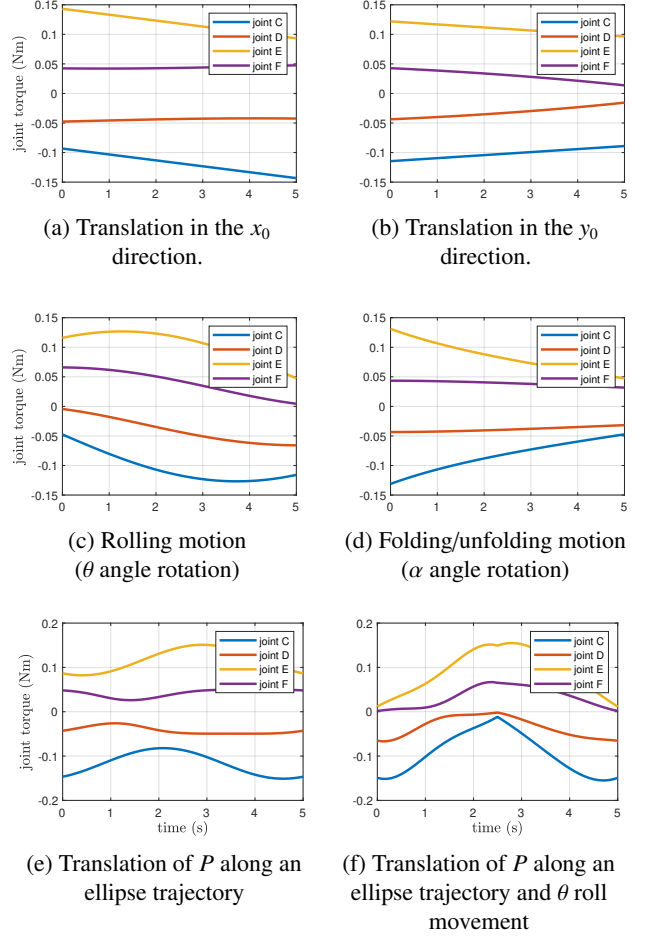 joint torque (Nm)
0.15
0.1
0.05
0
-0.05
-0.1
-0.15
0 1 2 3 4 5
joint C
joint D
joint E
joint F
(a) Translation in the x0
direction.
0.15
0.1
0.05
0
-0.05
-0.1
-0.15
0 1 2 3 4 5
joint C
joint D
joint E
joint F
(b) Translation in the y0
direction.
joint torque (Nm)
0.15
0.1
0.05
0
-0.05
-0.1
-0.15
0 1 2 3 4 5
joint C
joint D
joint E
joint F
(c) Rolling motion
(θ angle rotation)
0.15
0.1
0.05
0
-0.05
-0.1
-0.15
0 1 2 3 4 5
joint C
joint D
joint E
joint F
(d) Folding/unfolding motion
(α angle rotation)
joint torque (Nm)
0.2
0.1
0
-0.1
-0.2
0 1 2 3 4 5
time (s)
joint C
joint D
joint E
joint F
(e) Translation of P along an
ellipse trajectory
0.2
0.1
0
-0.1
-0.2
0 1 2 3 4 5
time (s)
joint C
joint D
joint E
joint F
(f) Translation of P along an
ellipse trajectory and θ roll
movement